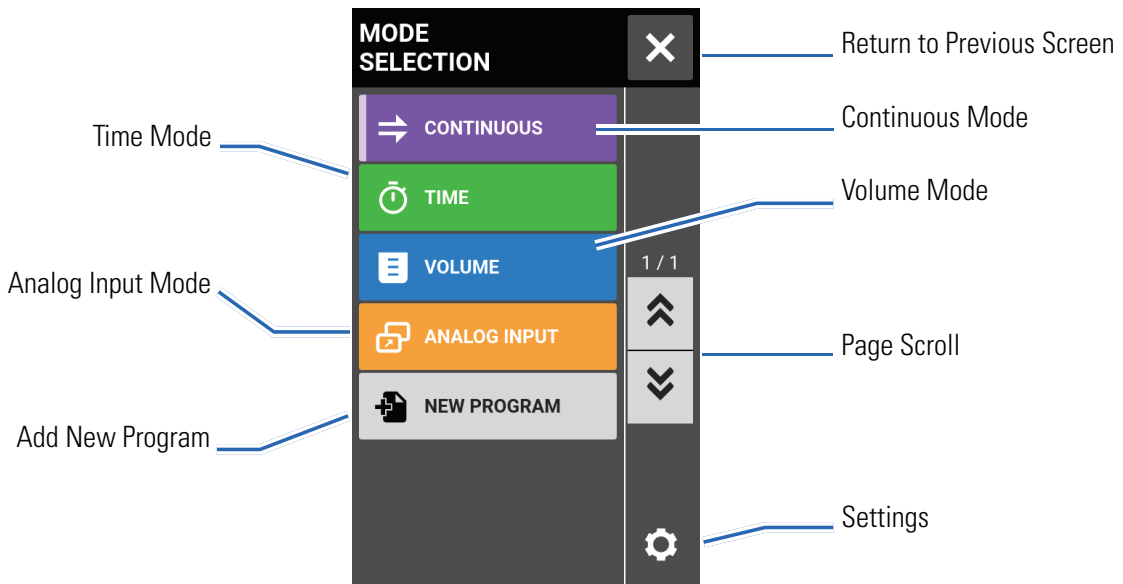 MODE
SELECTION
Return to Previous Screen
CONTINUOUS
Continuous Mode
Time Mode
TIME
Volume Mode
VOLUME
1 / 1
Analog Input Mode
ANALOG INPUT
Page Scroll
NEW PROGRAM
Add New Program
Settings